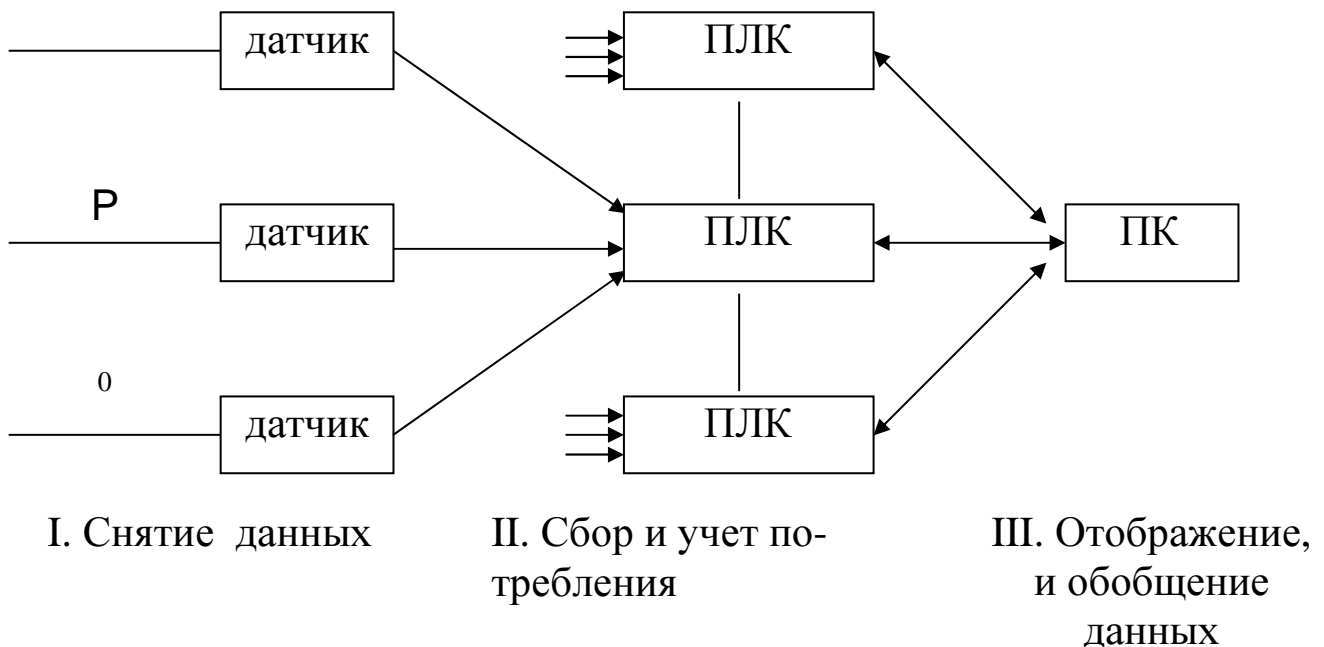 датчик
ПЛК
Р
датчик
ПЛК
ПК
0
датчик
ПЛК
I. Снятие данных
II. Сбор и учет по-
требления
III. Отображение,
и обобщение
данных